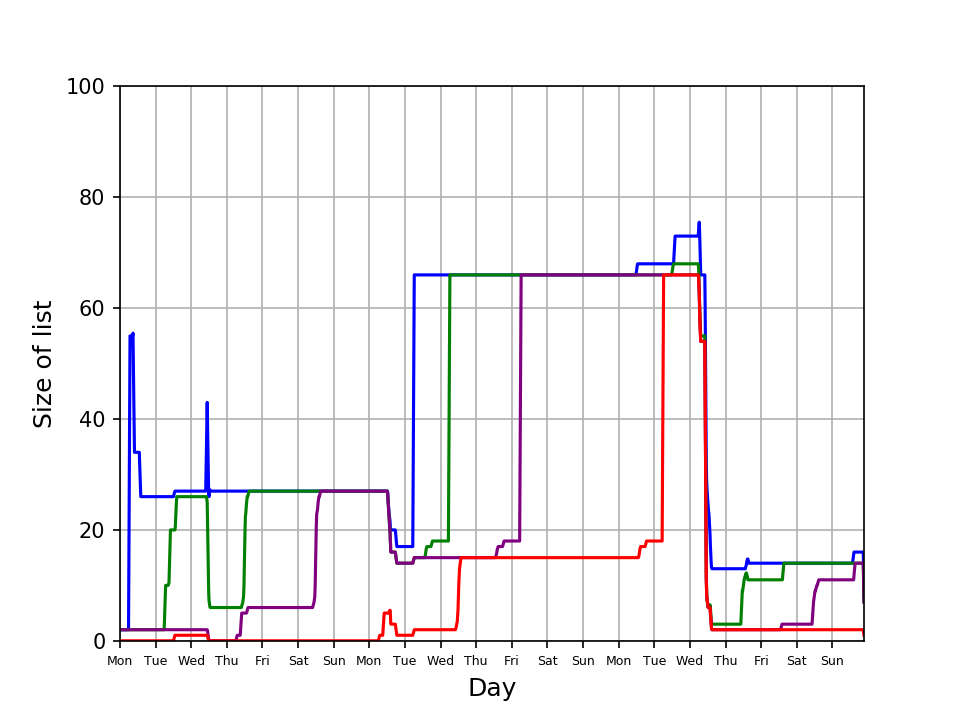 100
80
60
40
20
0
Size of list
Mon Tue Wed Thu Fri Sat Sun Mon Tue Wed Thu Fri Sat Sun Mon Tue Wed Thu Fri Sat Sun
Day